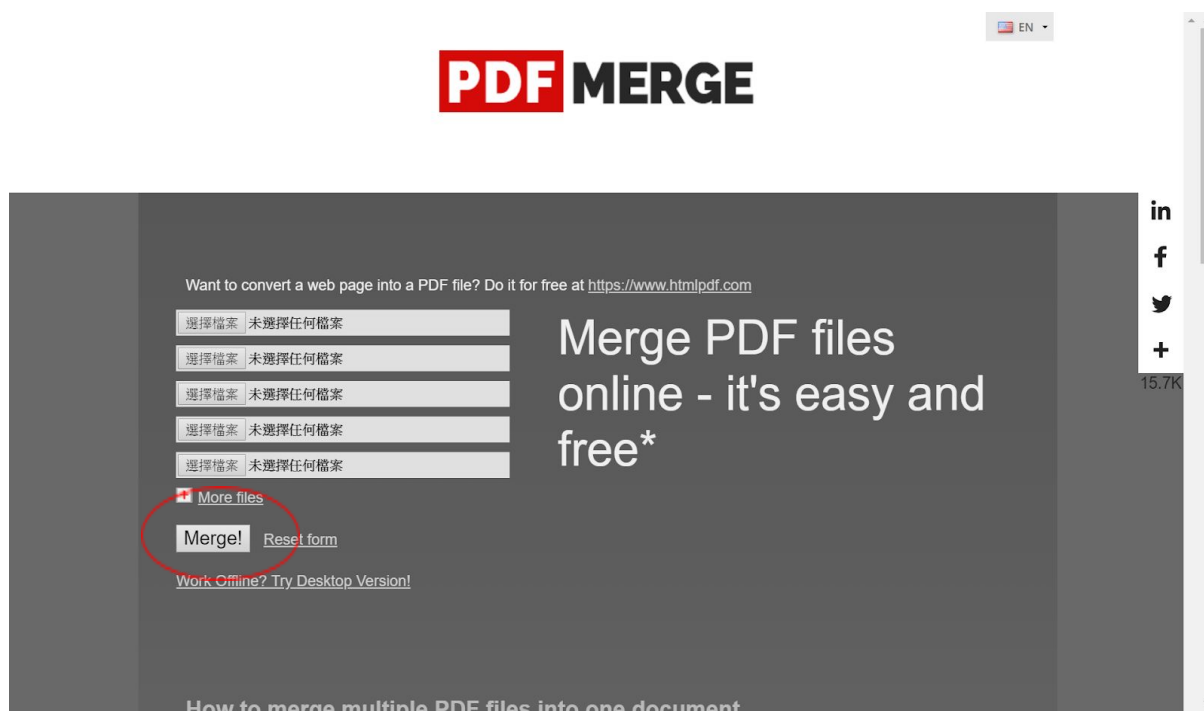 EN
PDF MERGE
Want to convert a web page into a PDF file? Do it for free at https://www.htmlpdf.com
選擇檔案 未選擇任何檔案
選擇檔案 未選擇任何檔案
選擇檔案 未選擇任何檔案
選擇檔案 未選擇任何檔案
選擇檔案 未選擇任何檔案
More files
Merge!
Reset form
Work Offline? Try Desktop Version!
Merge PDF files
online - it's easy and
free*
in
f
+
15.7K
How to merge multiple PDF files into one document